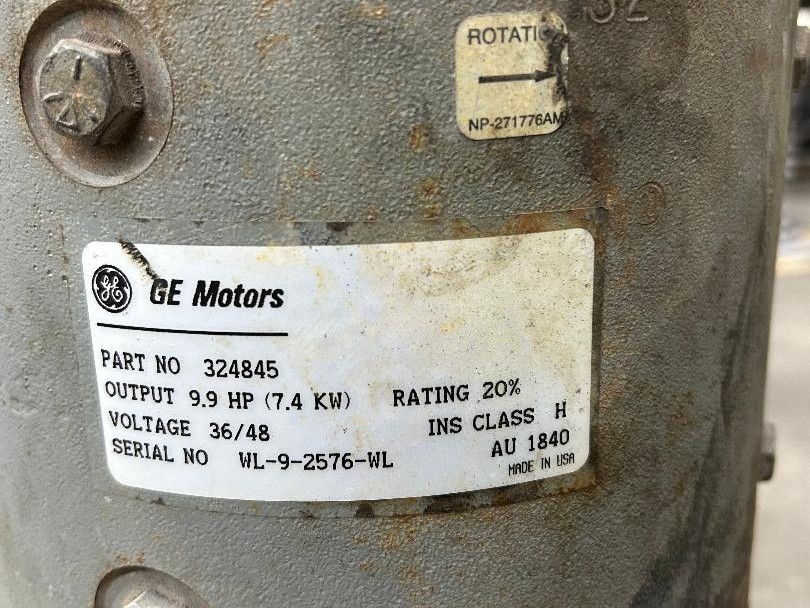 32
NP-271776AM
GE Motors
PART NO 324845
OUTPUT 9.9 HP (7.4 KW) RATING 20%
VOLTAGE 36/48 INS CLASS H
SERIAL NO WL-9-2576-WL AU 1840
MADE IN USA